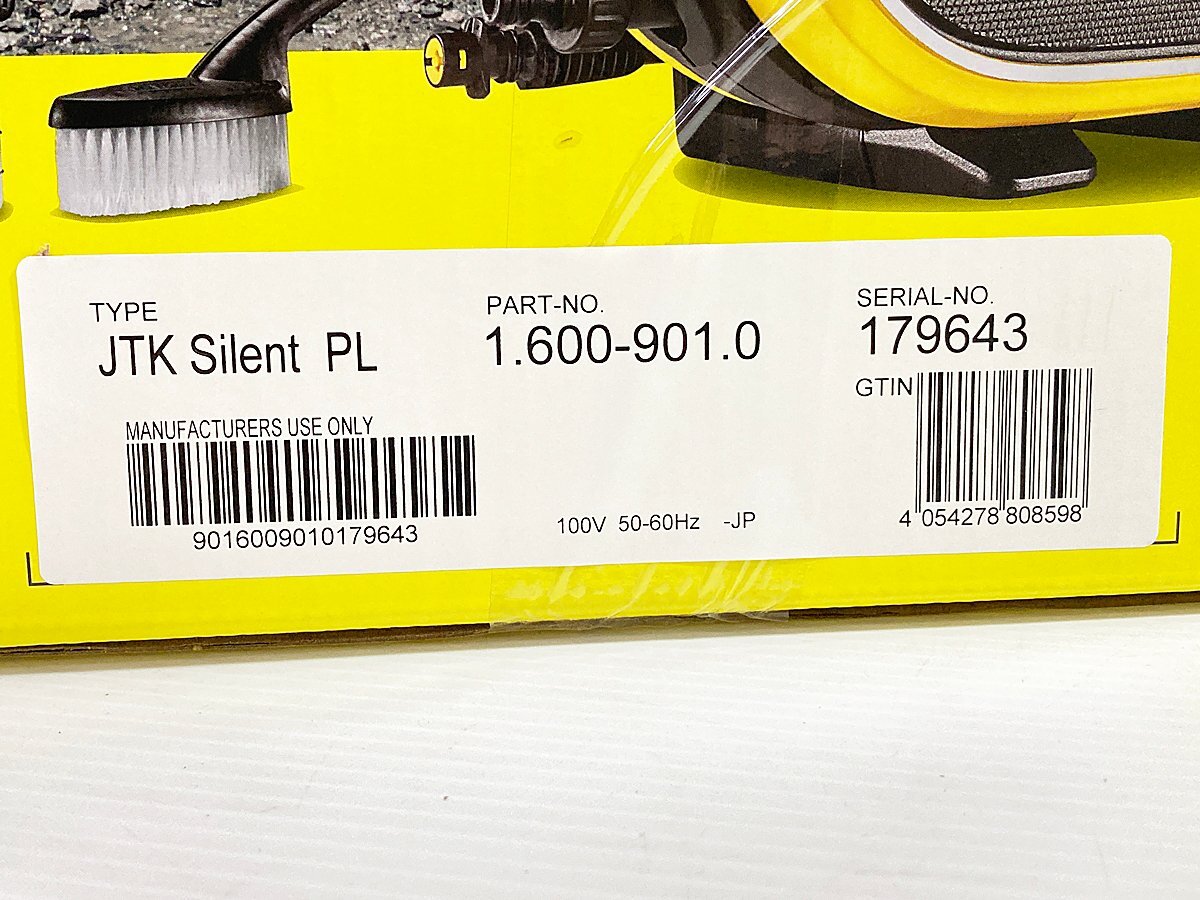 TYPE
JTK Silent PL
PART-NO.
1.600-901.0
SERIAL-NO.
179643
GTIN
4 054278 808598
MANUFACTURERS USE ONLY
9016009010179643
100V 50-60Hz -JP